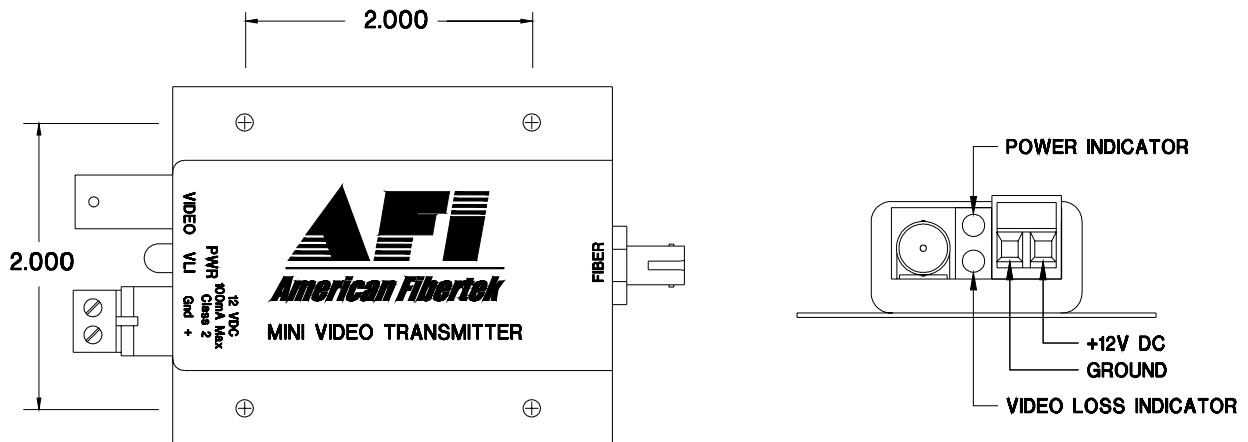 2.000
2.000
VIDEO
VLI
PWR
12 VDC
100mA Max
Class 2
Gnd +
AFI
American Fibertek
MINI VIDEO TRANSMITTER
FIBER
POWER INDICATOR
+12V DC
GROUND
VIDEO LOSS INDICATOR